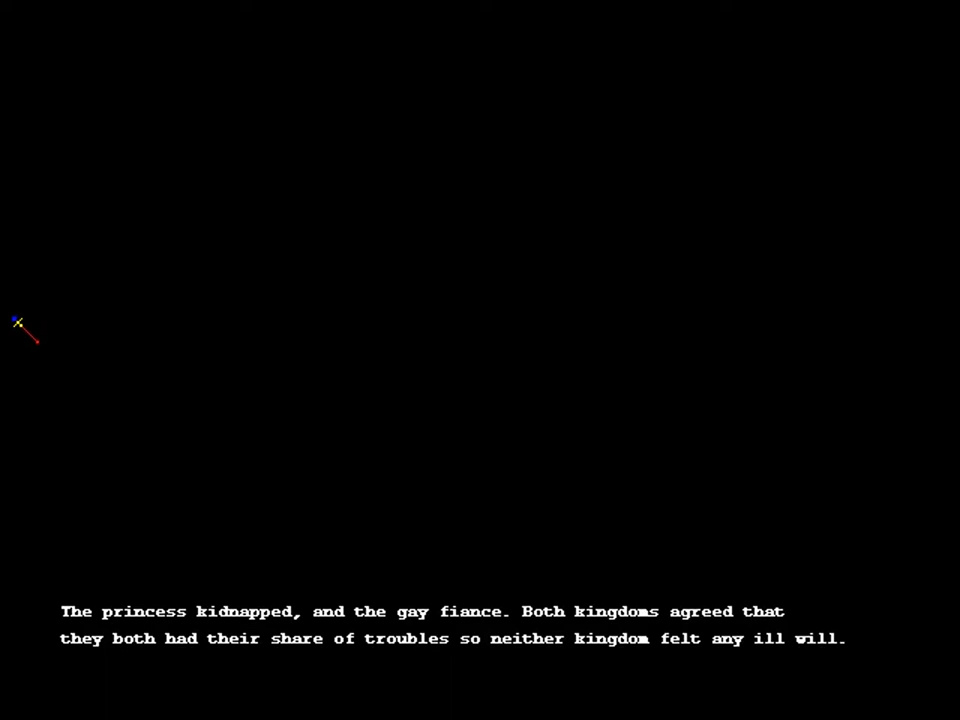 The princess kidnapped, and the gay fiance. Both kingdoms agreed that
they both had their share of troubles so neither kingdom felt any ill will.